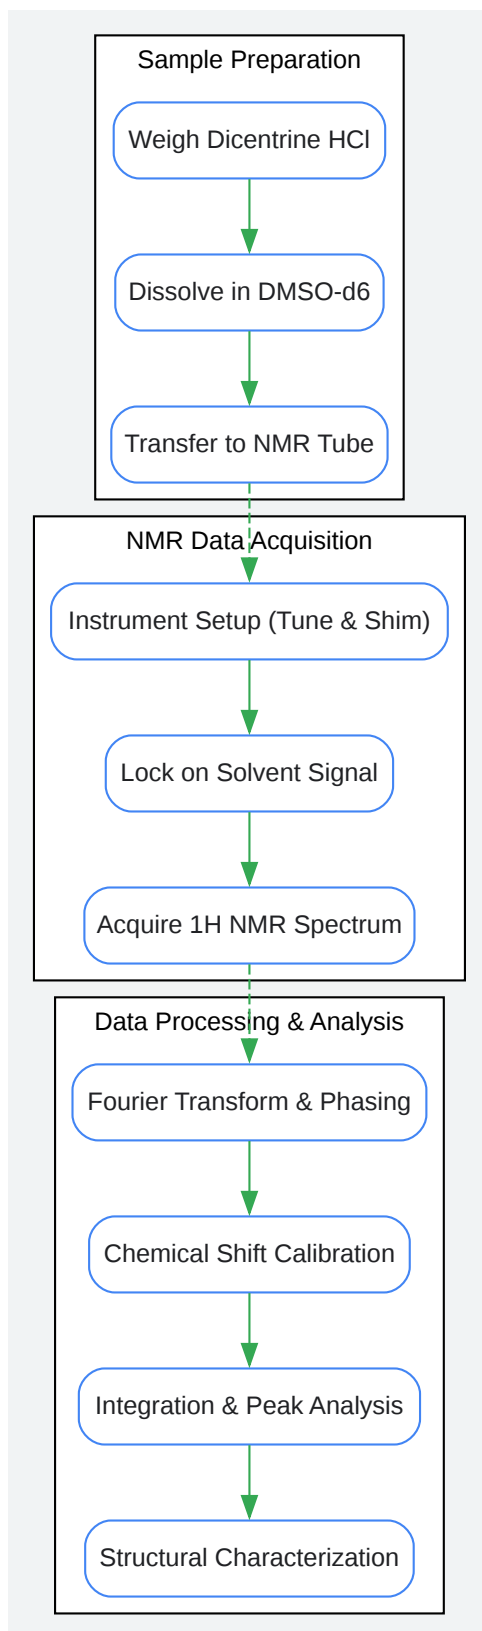 Sample Preparation
Weigh Dicentrine HCl
Dissolve in DMSO-d6
Transfer to NMR Tube
NMR Data Acquisition
Instrument Setup (Tune & Shim)
Lock on Solvent Signal
Acquire 1H NMR Spectrum
Data Processing & Analysis
Fourier Transform & Phasing
Chemical Shift Calibration
Integration & Peak Analysis
Structural Characterization